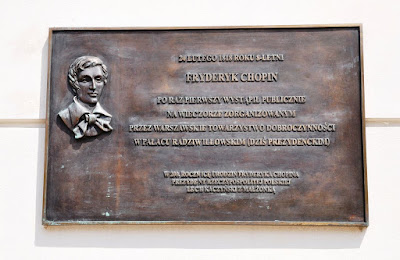 24 LUTEGO 1818 ROKU 8-LETNI
FRYDERYK CHOPIN
PO RAZ PIERWSZY WYSTĄPIŁ PUBLICZNIE
NA WIECZORZE ZORGANIZOWANYM
PRZEZ WARSZAWSKIE TOWARZYSTWO DOBROCZYNNOŚCI
W PAŁACU RADZIWIŁŁOWSKIM (DZIŚ PREZYDENCKIM)
W 200. ROCZNICĘ URODZIN FRYDERYKA CHOPINA
PREZYDENT RZECZYPOSPOLITEJ POLSKIEJ
LECH KACZYŃSKI Z MAŁŻONKĄ